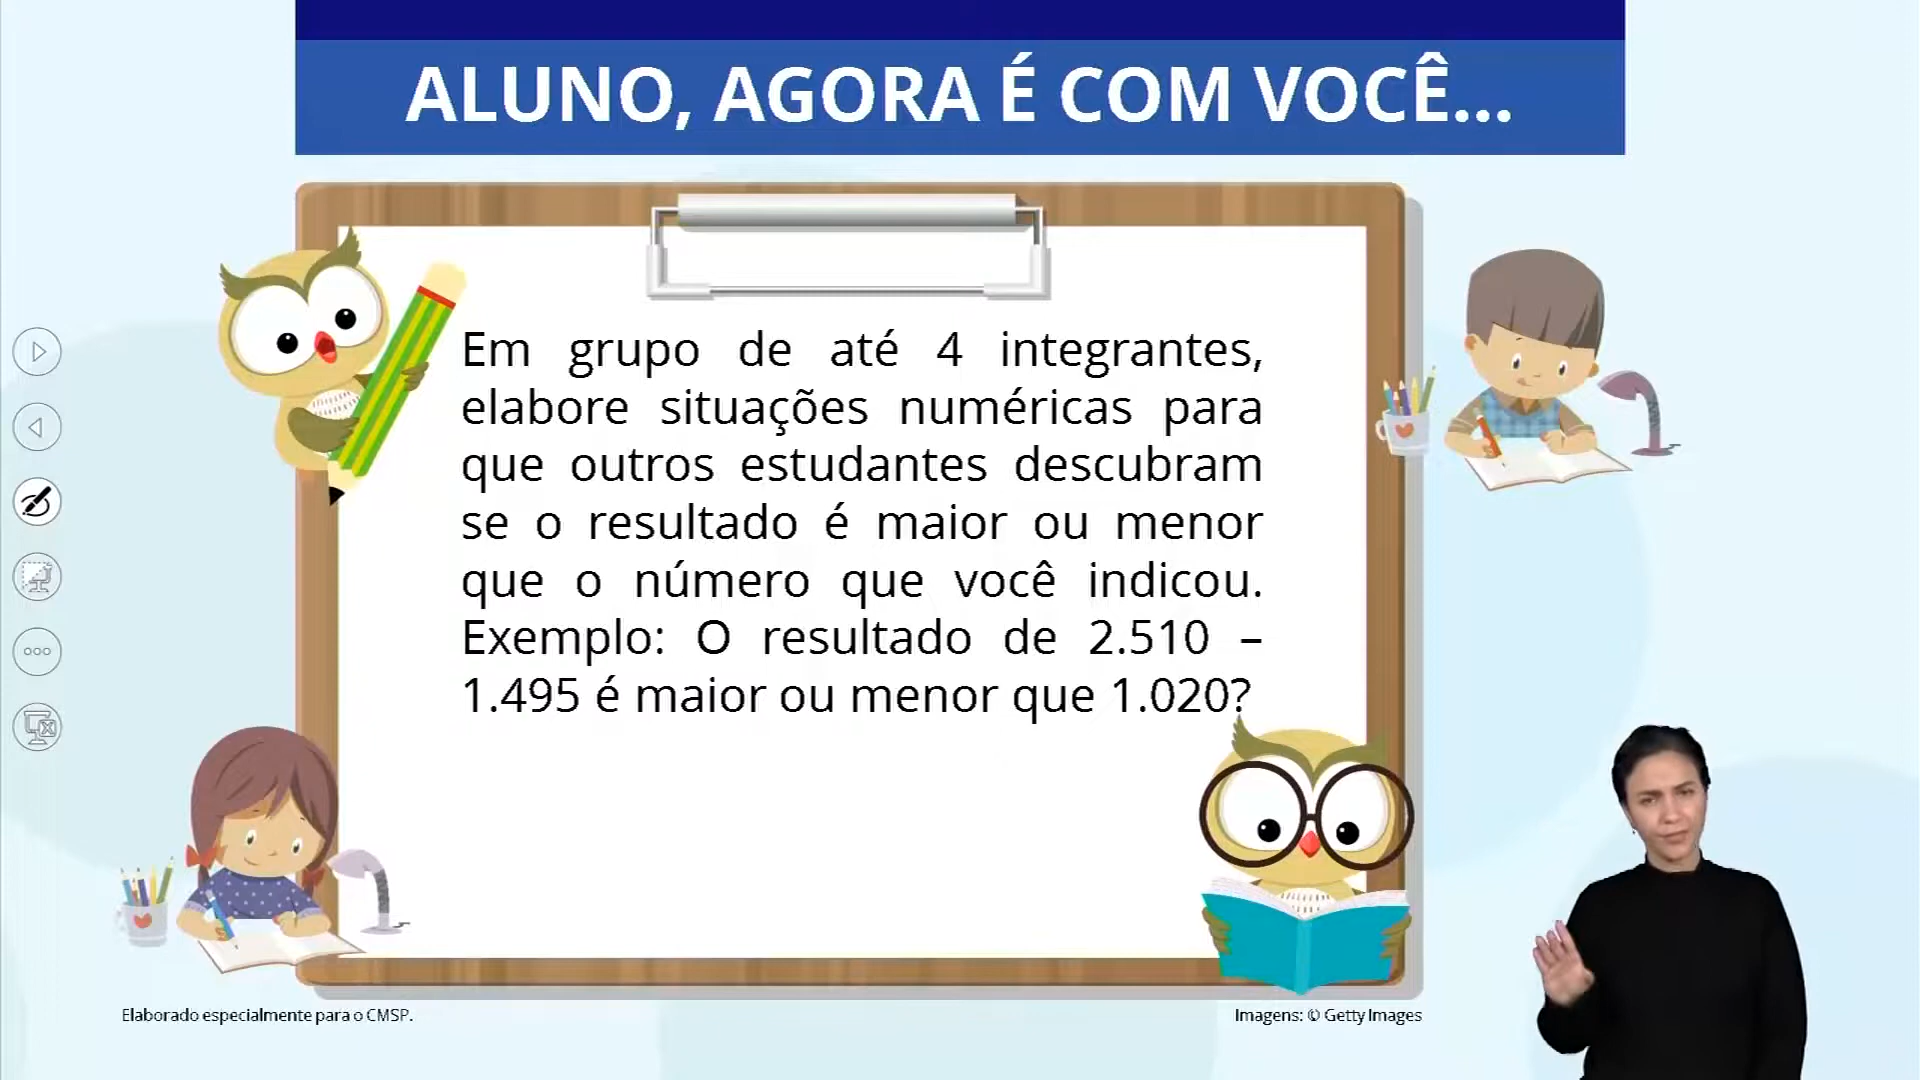 ALUNO, AGORA É COM VOCÊ...
Em grupo de até 4 integrantes,
elabore situações numéricas para
que outros estudantes descubram
se o resultado é maior ou menor
que o número que você indicou.
Exemplo: O resultado de 2.510 –
1.495 é maior ou menor que 1.020?
Elaborado especialmente para o CMSP.
Imagens: © Getty Images